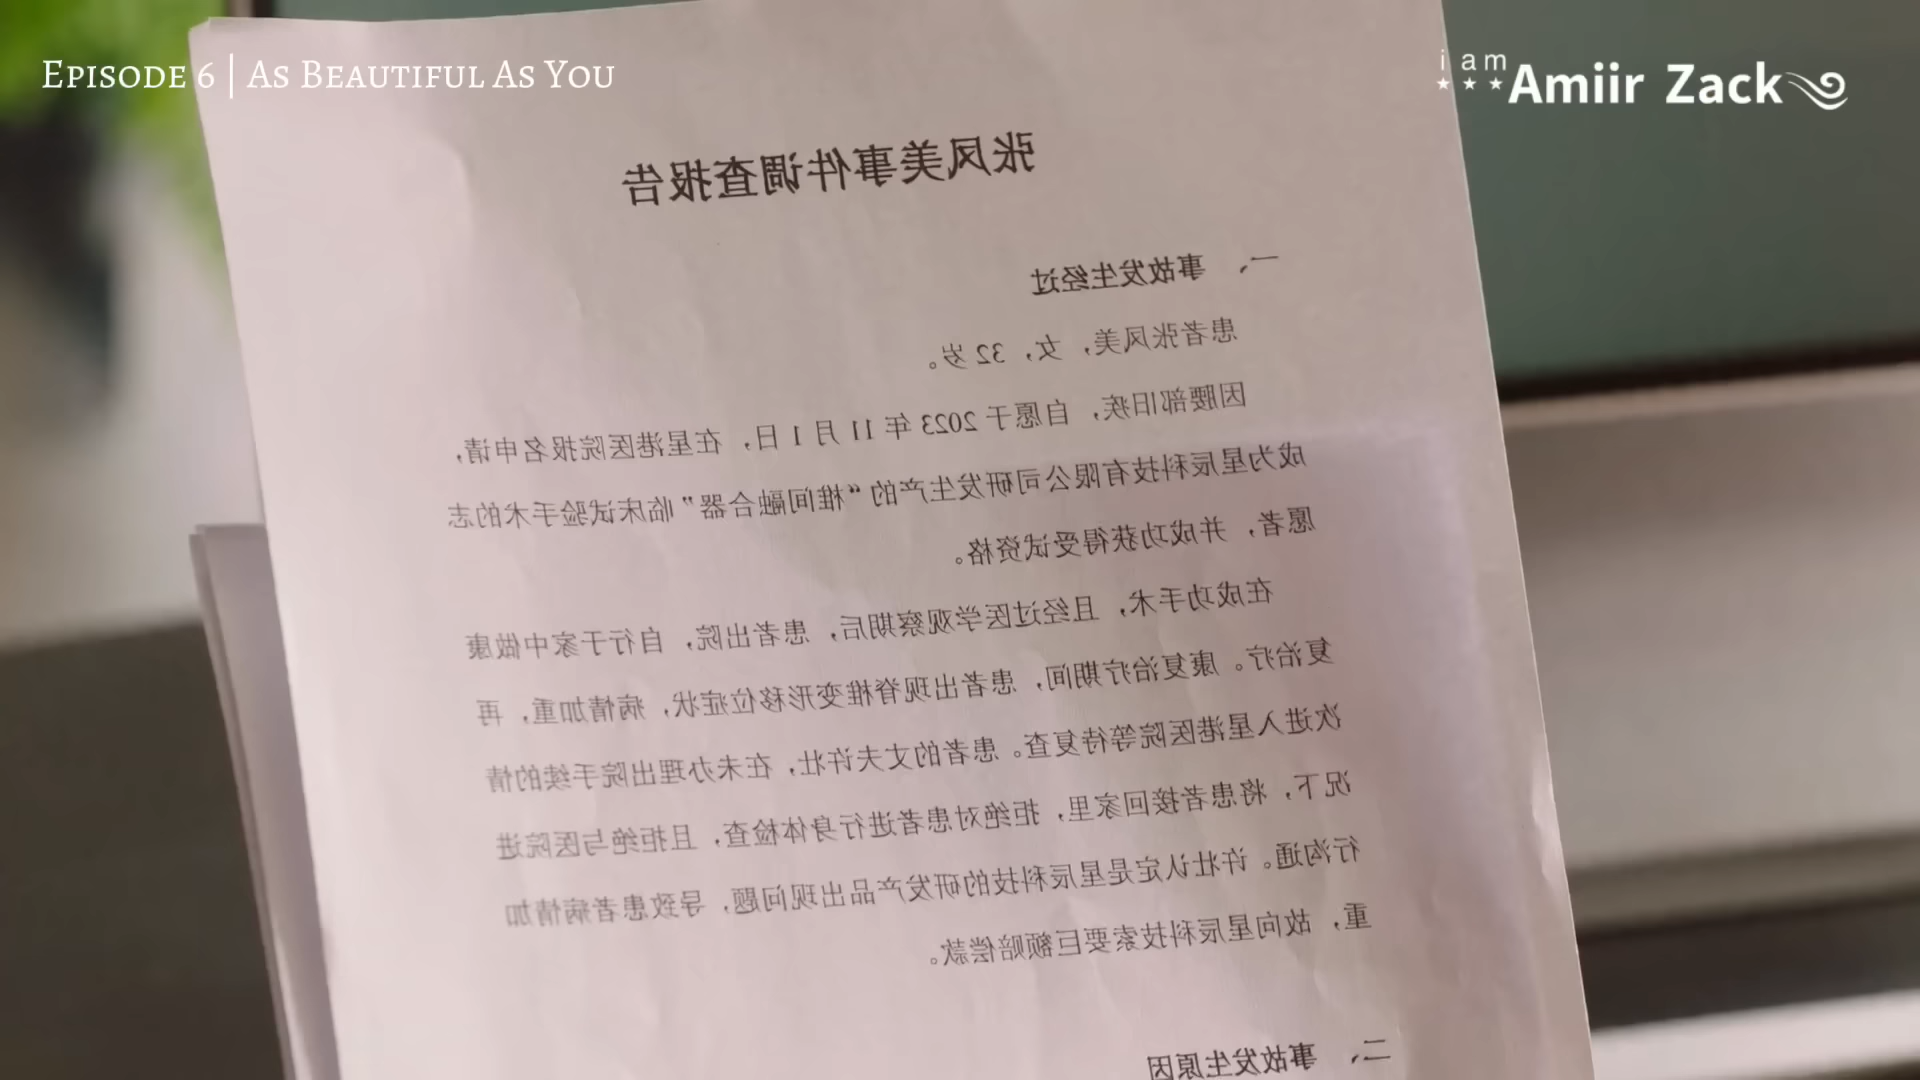 Episode 6 | As Beautiful As You
i am
Amiir Zack
张凤美事件调查报告
一、 事故发生经过
患者张凤美，女，32 岁。
因腰部旧疾，自愿于 2023 年 11 月 1 日，在星港医院报名申请，
成为星辰科技有限公司研发生产的“椎间融合器”临床试验手术的志
愿者，并成功获得受试资格。
在成功手术，且经过医学观察期后，患者出院，自行于家中做康
复治疗。康复治疗期间，患者出现脊椎变形移位症状，病情加重，再
次进入星港医院等待复查。患者的丈夫许壮，在未办理出院手续的情
况下，将患者接回家里，拒绝对患者进行身体检查，且拒绝与医院进
行沟通。许壮认定是星辰科技的研发产品出现问题，导致患者病情加
重，故向星辰科技要索巨额赔偿款。
二、 事故发生原因